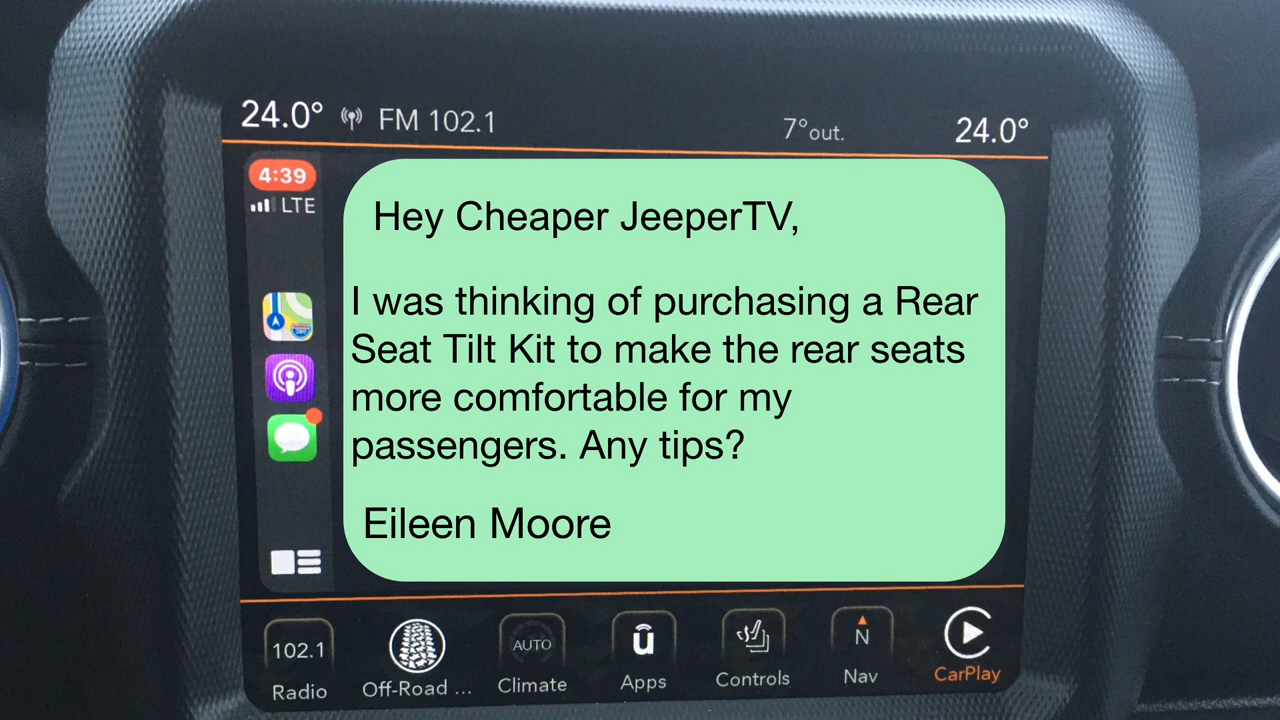 24.0° FM 102.1 7°out. 24.0°
4:39
LTE
Hey Cheaper JeeperTV,
I was thinking of purchasing a Rear
Seat Tilt Kit to make the rear seats
more comfortable for my
passengers. Any tips?
Eileen Moore
102.1 AUTO ū N
Radio Off-Road ... Climate Apps Controls Nav CarPlay